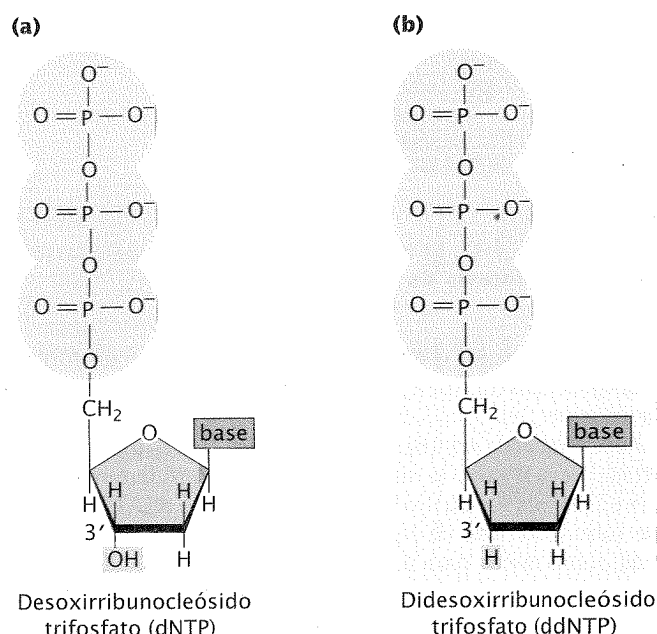 (a)
O⁻
O=P—O⁻
O
O=P—O⁻
O
O=P—O⁻
O
CH₂
O
base
H
H
H
H
3′
OH
H
Desoxirribunocleósido
trifosfato (dNTP)
(b)
O⁻
O=P—O⁻
O
O=P—O⁻
O
O=P—O⁻
O
CH₂
O
base
H
H
H
H
3′
H
H
Didesoxirribunocleósido
trifosfato (ddNTP)